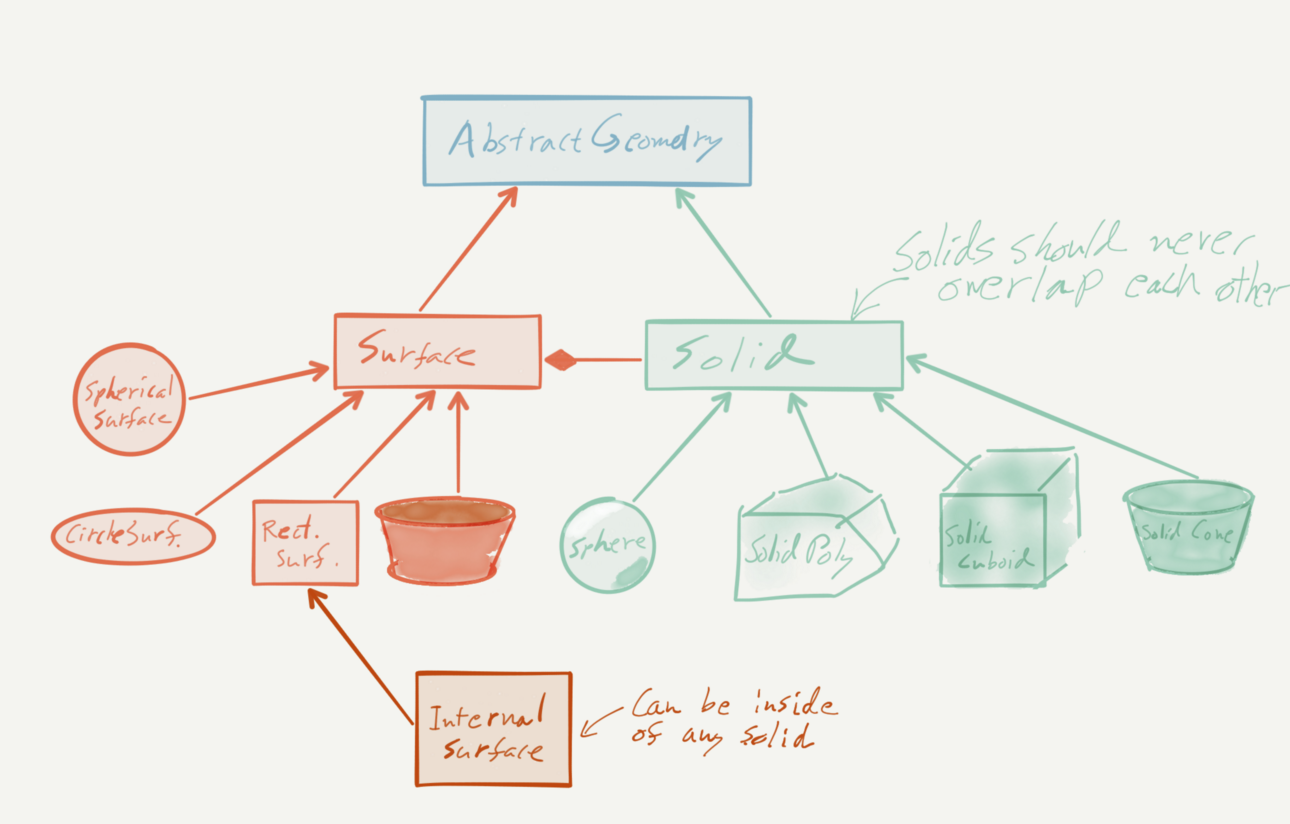 AbstractGeometry
Solids should never
overlap each other
Surface
Solid
Spherical
Surface
CircleSurf.
Rect.
Surf.
Sphere
Solid Poly
Solid
Cuboid
Solid Cone
Internal
Surface
Can be inside
of any Solid